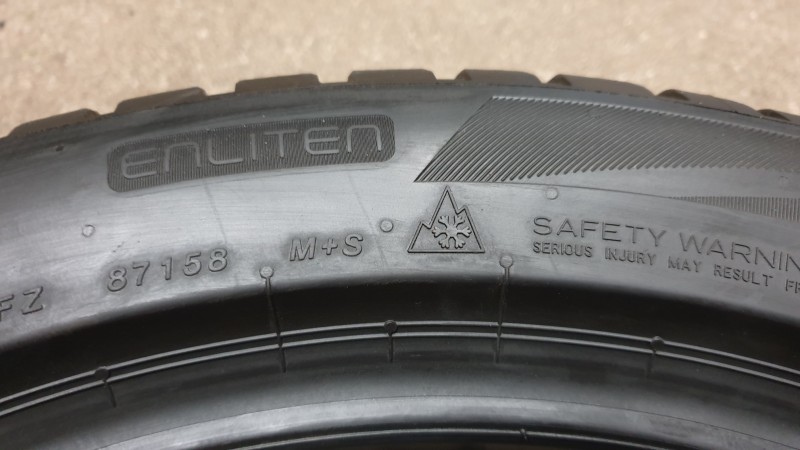 ENLITEN
FZ 87158 M+S
SAFETY WARNIN
SERIOUS INJURY MAY RESULT FR